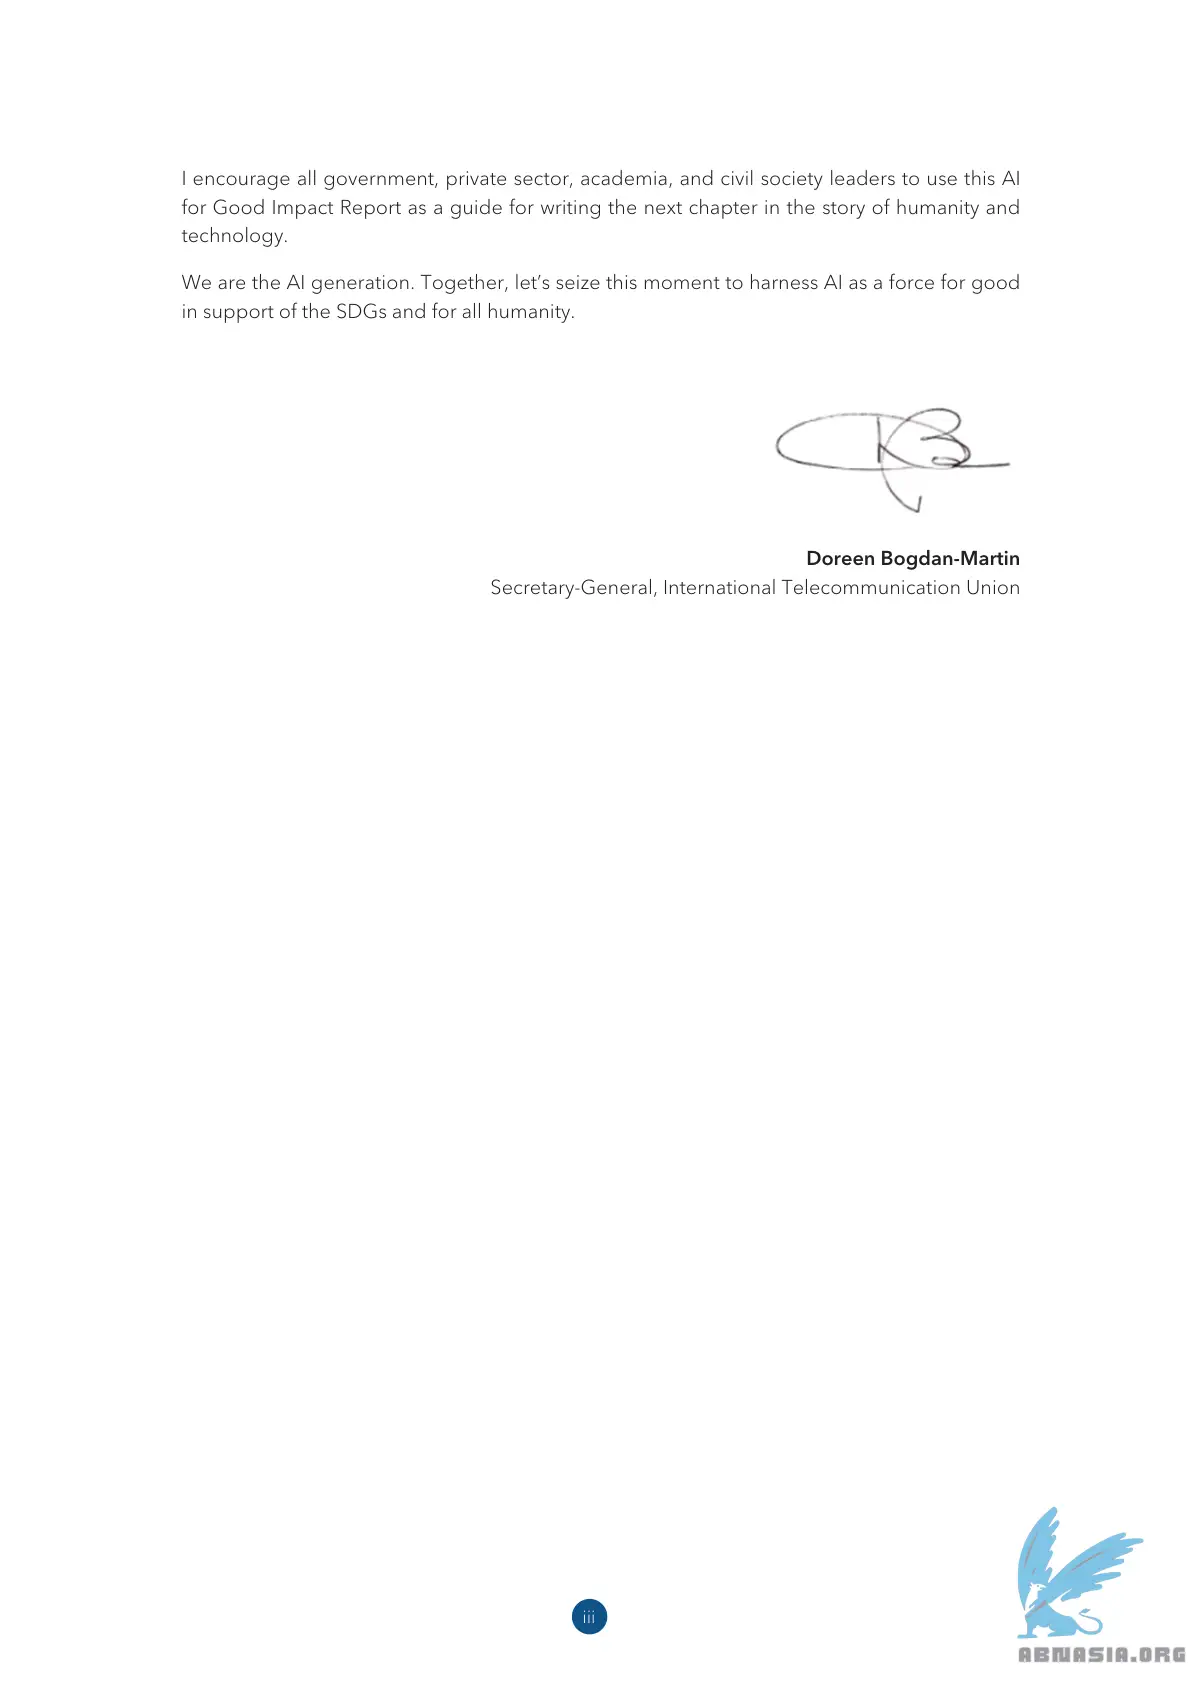 I encourage all government, private sector, academia, and civil society leaders to use this AI
for Good Impact Report as a guide for writing the next chapter in the story of humanity and
technology.
We are the AI generation. Together, let’s seize this moment to harness AI as a force for good
in support of the SDGs and for all humanity.
Doreen Bogdan-Martin
Secretary-General, International Telecommunication Union
iii
ABNASIA.ORG